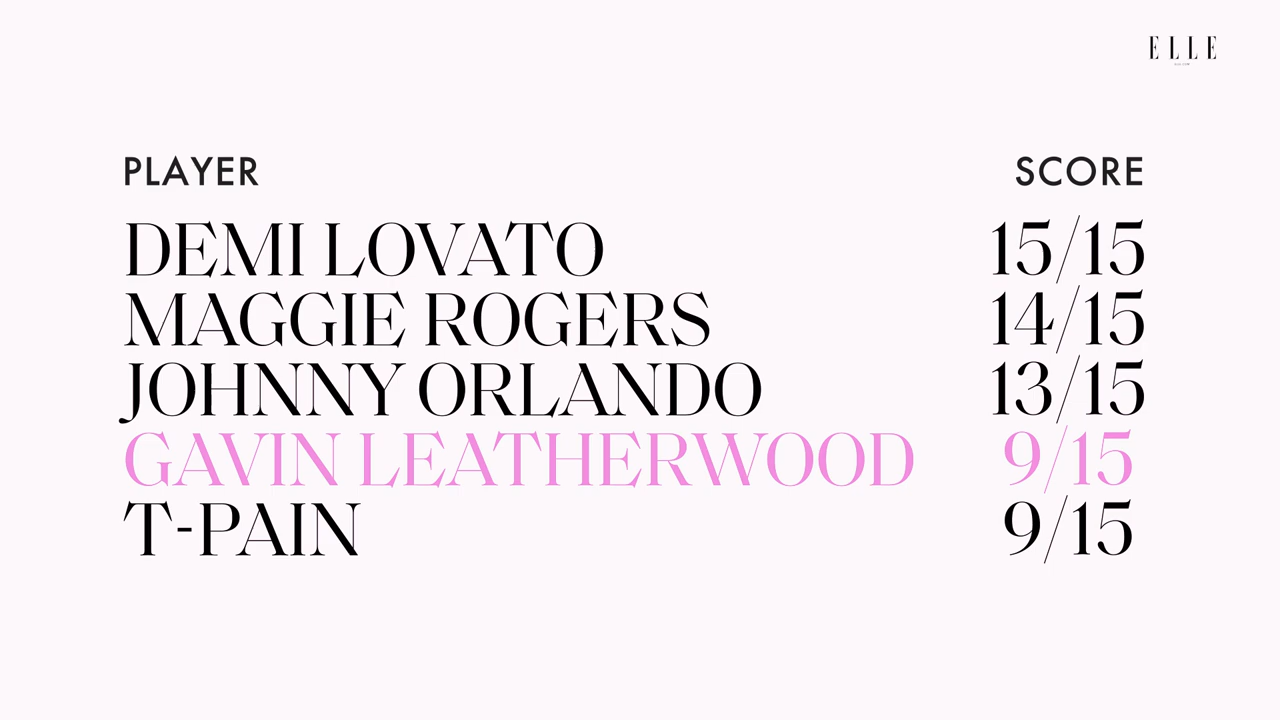 ELLE
PLAYER SCORE
DEMI LOVATO 15/15
MAGGIE ROGERS 14/15
JOHNNY ORLANDO 13/15
GAVIN LEATHERWOOD 9/15
T-PAIN 9/15